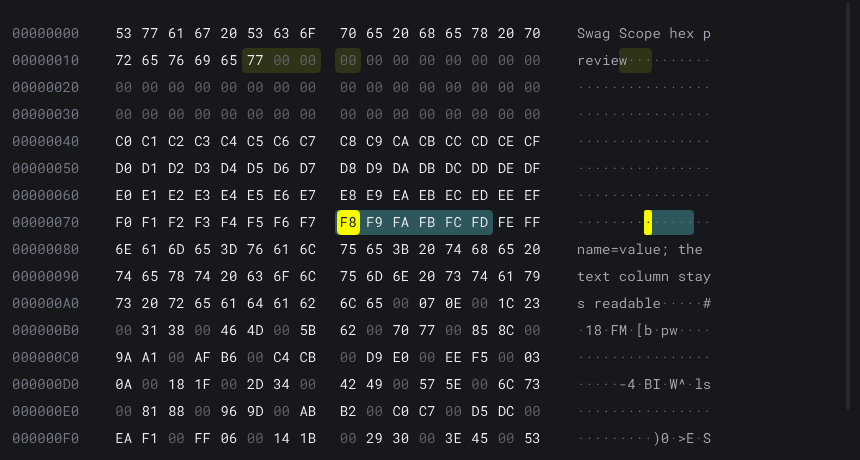 00000000 53 77 61 67 20 53 63 6F 70 65 20 68 65 78 20 70 Swag Scope hex p
00000010 72 65 76 69 65 77 00 00 00 00 00 00 00 00 00 00 review··········
00000020 00 00 00 00 00 00 00 00 00 00 00 00 00 00 00 00 ················
00000030 00 00 00 00 00 00 00 00 00 00 00 00 00 00 00 00 ················
00000040 C0 C1 C2 C3 C4 C5 C6 C7 C8 C9 CA CB CC CD CE CF ················
00000050 D0 D1 D2 D3 D4 D5 D6 D7 D8 D9 DA DB DC DD DE DF ················
00000060 E0 E1 E2 E3 E4 E5 E6 E7 E8 E9 EA EB EC ED EE EF ················
00000070 F0 F1 F2 F3 F4 F5 F6 F7 F8 F9 FA FB FC FD FE FF ················
00000080 6E 61 6D 65 3D 76 61 6C 75 65 3B 20 74 68 65 20 name=value; the
00000090 74 65 78 74 20 63 6F 6C 75 6D 6E 20 73 74 61 79 text column stay
000000A0 73 20 72 65 61 64 61 62 6C 65 00 07 0E 00 1C 23 s readable·····#
000000B0 00 31 38 00 46 4D 00 5B 62 00 70 77 00 85 8C 00 ·18·FM·[b·pw····
000000C0 9A A1 00 AF B6 00 C4 CB 00 D9 E0 00 EE F5 00 03 ················
000000D0 0A 00 18 1F 00 2D 34 00 42 49 00 57 5E 00 6C 73 ·····-4·BI·W^·ls
000000E0 00 81 88 00 96 9D 00 AB B2 00 C0 C7 00 D5 DC 00 ················
000000F0 EA F1 00 FF 06 00 14 1B 00 29 30 00 3E 45 00 53 ·········)0·>E·S